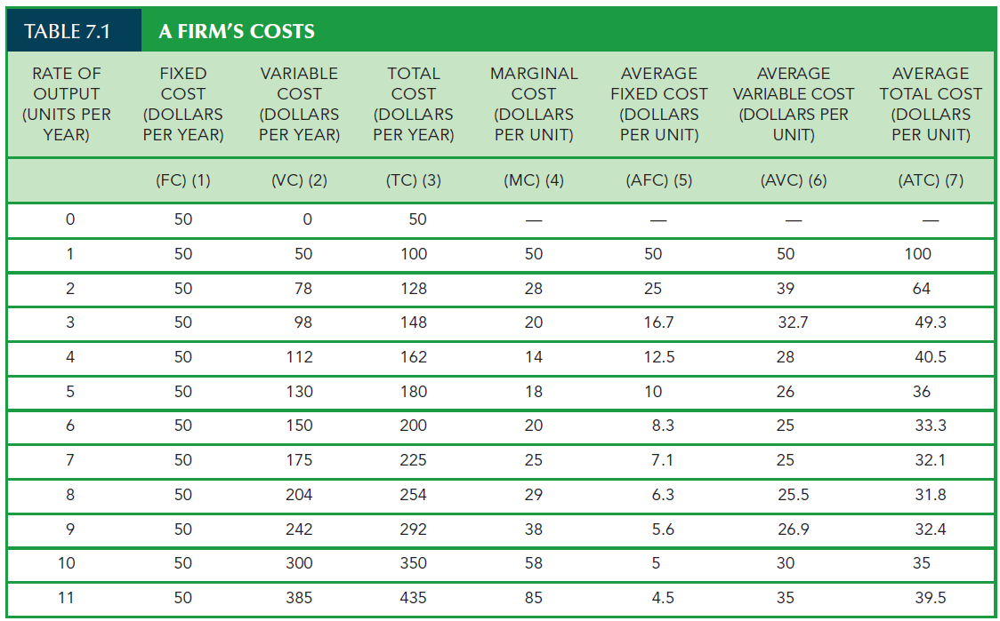 TABLE 7.1 A FIRM'S COSTS
RATE OF OUTPUT (UNITS PER YEAR) FIXED COST (DOLLARS PER YEAR) VARIABLE COST (DOLLARS PER YEAR) TOTAL COST (DOLLARS PER YEAR) MARGINAL COST (DOLLARS PER UNIT) AVERAGE FIXED COST (DOLLARS PER UNIT) AVERAGE VARIABLE COST (DOLLARS PER UNIT) AVERAGE TOTAL COST (DOLLARS PER UNIT)
(FC) (1) (VC) (2) (TC) (3) (MC) (4) (AFC) (5) (AVC) (6) (ATC) (7)
0 50 0 50 — — — —
1 50 50 100 50 50 50 100
2 50 78 128 28 25 39 64
3 50 98 148 20 16.7 32.7 49.3
4 50 112 162 14 12.5 28 40.5
5 50 130 180 18 10 26 36
6 50 150 200 20 8.3 25 33.3
7 50 175 225 25 7.1 25 32.1
8 50 204 254 29 6.3 25.5 31.8
9 50 242 292 38 5.6 26.9 32.4
10 50 300 350 58 5 30 35
11 50 385 435 85 4.5 35 39.5